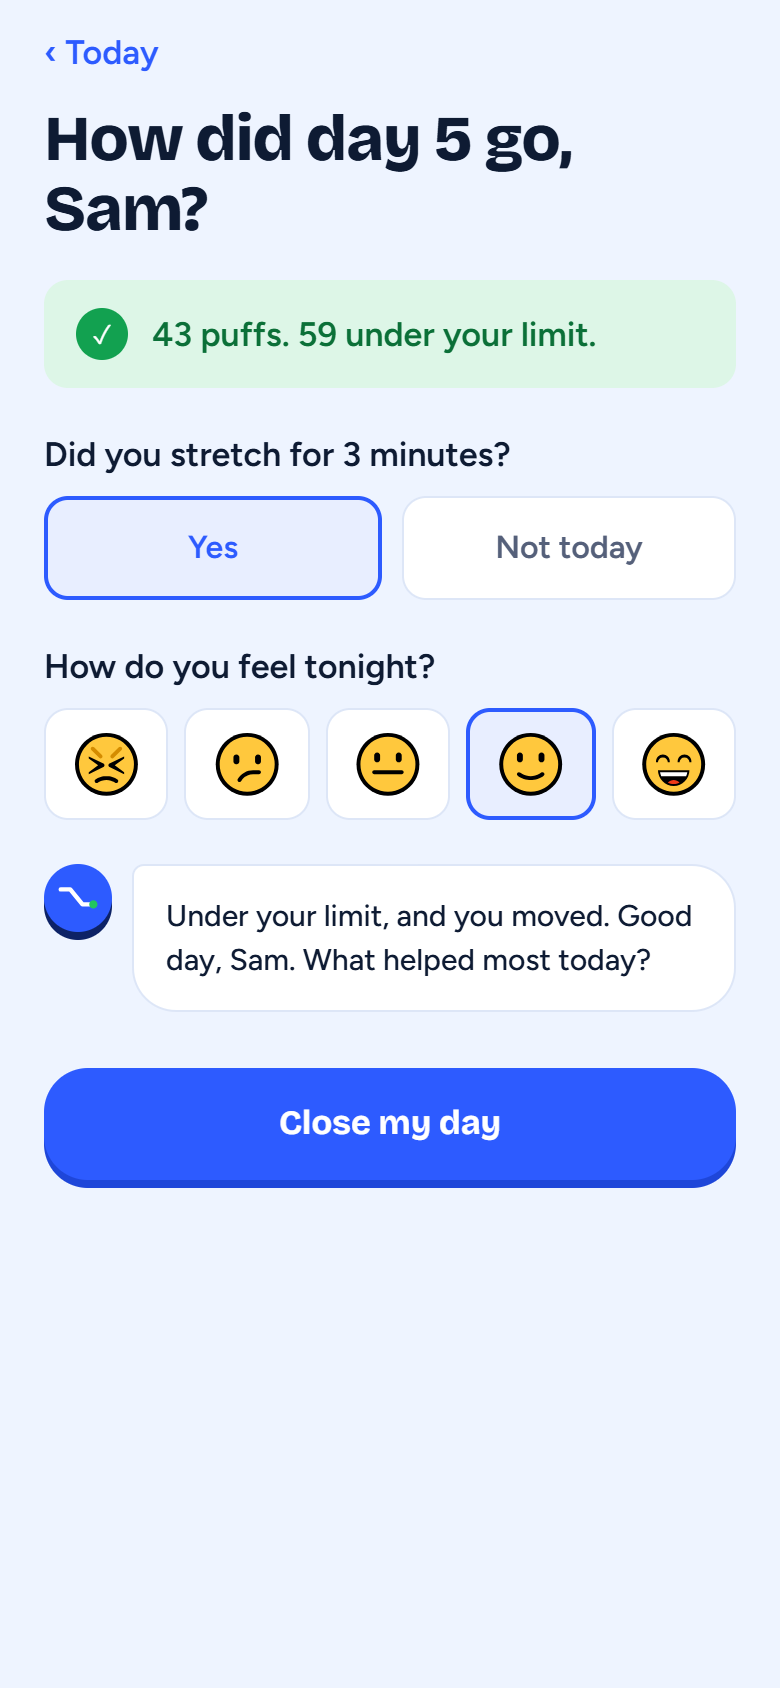 ‹ Today
How did day 5 go,
Sam?
✓ 43 puffs. 59 under your limit.
Did you stretch for 3 minutes?
Yes
Not today
How do you feel tonight?
Under your limit, and you moved. Good
day, Sam. What helped most today?
Close my day